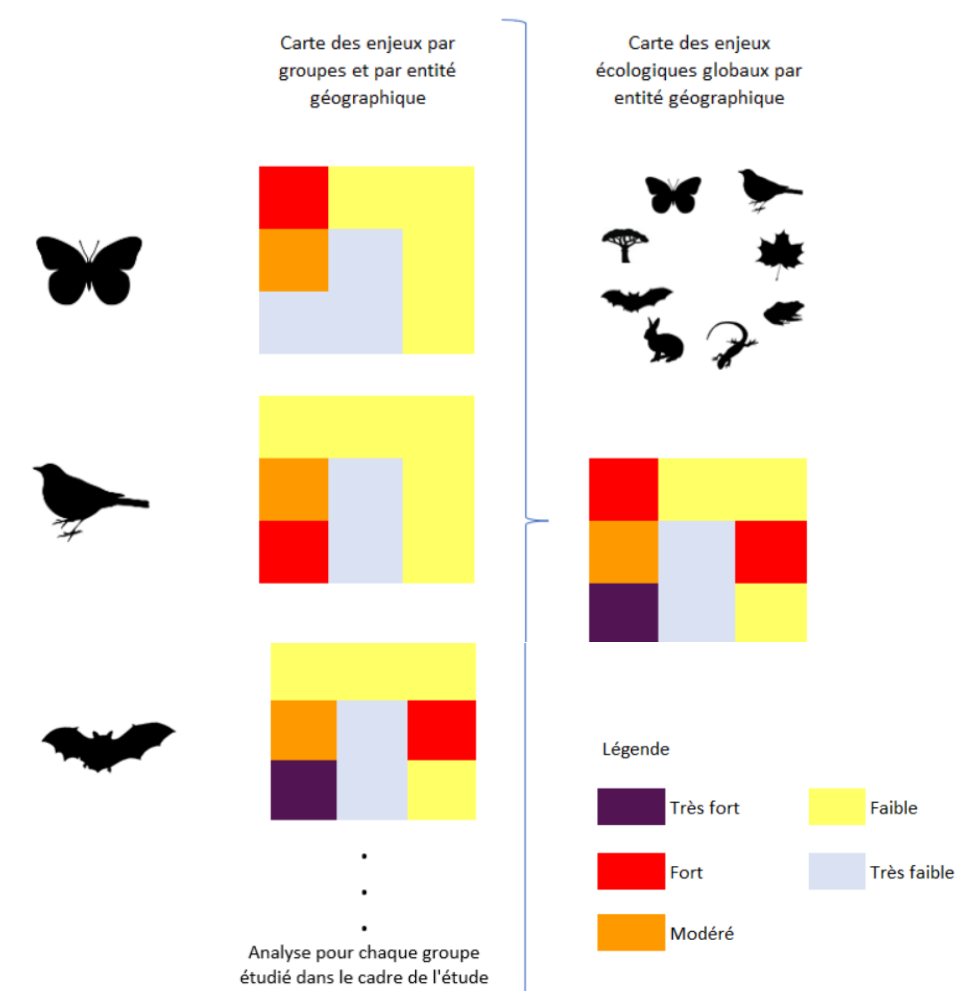 Carte des enjeux par
groupes et par entité
géographique
Carte des enjeux
écologiques globaux par
entité géographique
Légende
Très fort
Faible
Fort
Très faible
Modéré
Analyse pour chaque groupe
étudié dans le cadre de l'étude